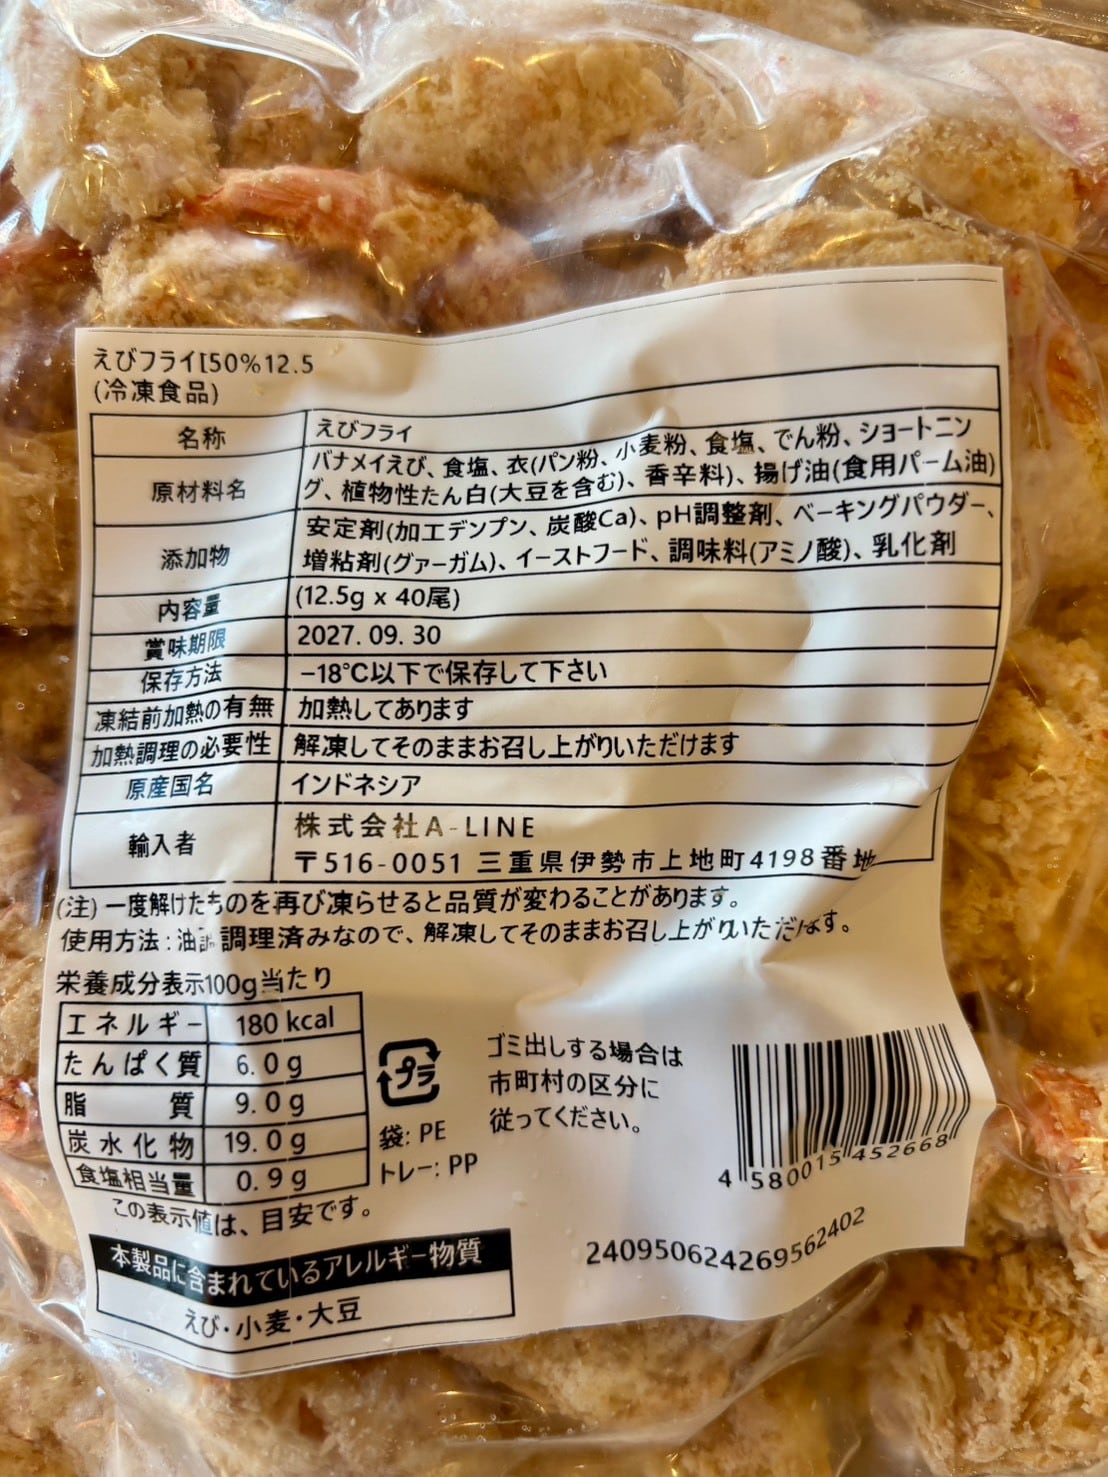 えびフライ[50%12.5
(冷凍食品)
名称 えびフライ
原材料名 バナメイえび、食塩、衣(パン粉、小麦粉、食塩、でん粉、ショートニン
グ、植物性たん白(大豆を含む)、香辛料)、揚げ油(食用パーム油)
添加物 安定剤(加工デンプン、炭酸Ca)、pH調整剤、ベーキングパウダー、
増粘剤(グァーガム)、イーストフード、調味料(アミノ酸)、乳化剤
内容量 (12.5g x 40尾)
賞味期限 2027. 09. 30
保存方法 −18℃以下で保存して下さい
凍結前加熱の有無 加熱してあります
加熱調理の必要性 解凍してそのままお召し上がりいただけます
原産国名 インドネシア
輸入者 株式会社A-LINE
〒516-0051 三重県伊勢市上地町4198番地
(注) 一度解けたものを再び凍らせると品質が変わることがあります。
使用方法:油調調理済みなので、解凍してそのままお召し上がりいただけます。
栄養成分表示100g当たり
エネルギー 180 kcal
たんぱく質 6.0g
脂質 9.0g
炭水化物 19.0g
食塩相当量 0.9g
この表示値は、目安です。
プラ
袋: PE
トレー: PP
ゴミ出しする場合は
市町村の区分に
従ってください。
4 580015 452668
24095062426956​2402
本製品に含まれているアレルギー物質
えび・小麦・大豆